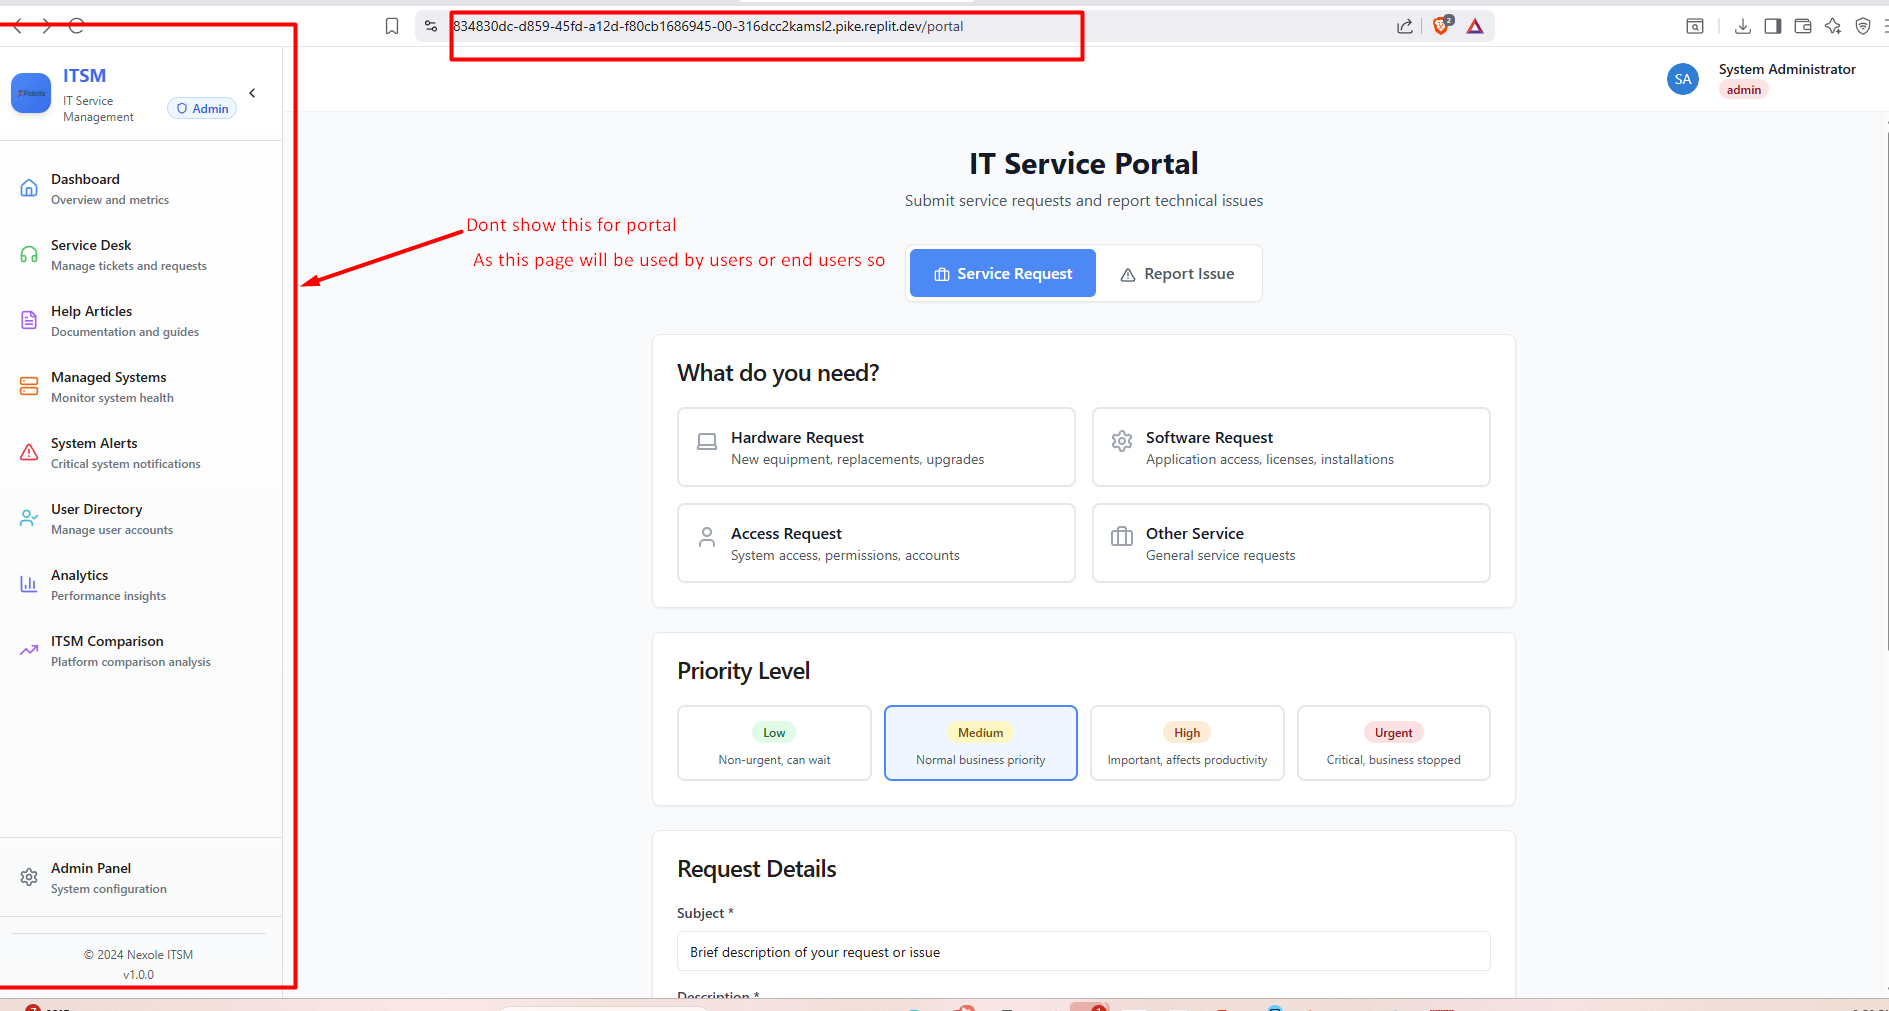 834830dc-d859-45fd-a12d-f80cb1686945-00-316dcc2kamsl2.pike.replit.dev/portal
2
Fidelis
ITSM
IT Service
Management
Admin
System Administrator
SA
admin
Dashboard
Overview and metrics
Service Desk
Manage tickets and requests
Help Articles
Documentation and guides
Managed Systems
Monitor system health
System Alerts
Critical system notifications
User Directory
Manage user accounts
Analytics
Performance insights
ITSM Comparison
Platform comparison analysis
Admin Panel
System configuration
© 2024 Nexole ITSM
v1.0.0
Dont show this for portal
As this page will be used by users or end users so
IT Service Portal
Submit service requests and report technical issues
Service Request
Report Issue
What do you need?
Hardware Request
New equipment, replacements, upgrades
Software Request
Application access, licenses, installations
Access Request
System access, permissions, accounts
Other Service
General service requests
Priority Level
Low
Non-urgent, can wait
Medium
Normal business priority
High
Important, affects productivity
Urgent
Critical, business stopped
Request Details
Subject *
Brief description of your request or issue
Description *